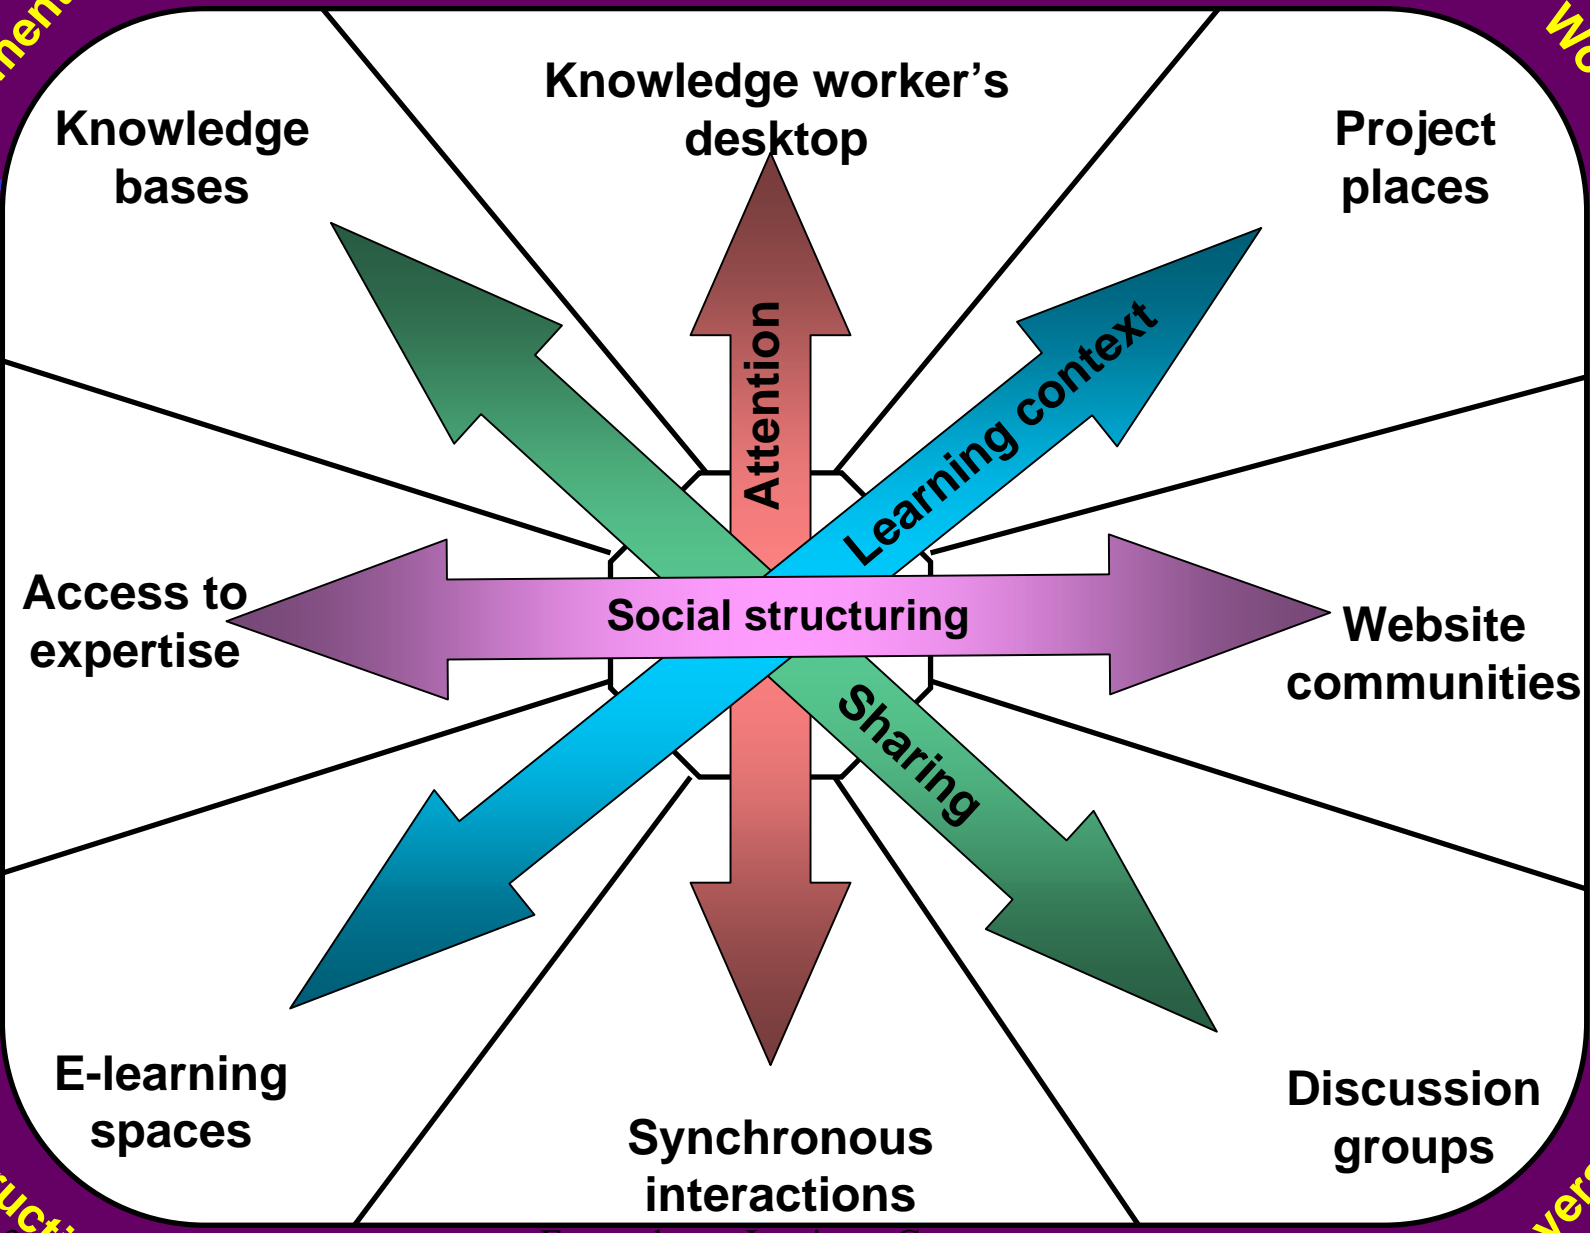 Knowledge worker's
desktop
Knowledge
bases
Project
places
Attention
Learning context
Access to
expertise
Social structuring
Website
communities
Sharing
E-learning
spaces
Synchronous
interactions
Discussion
groups